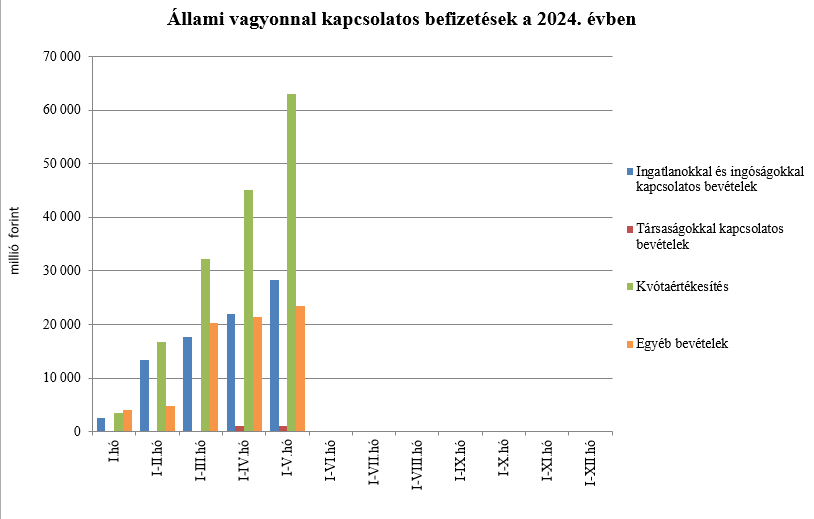 Állami vagyonnal kapcsolatos befizetések a 2024. évben
70 000
60 000
50 000
40 000
30 000
20 000
10 000
0
millió forint
I.hó
I-II.hó
I-III.hó
I-IV.hó
I-V.hó
I-VI.hó
I-VII.hó
I-VIII.hó
I-IX.hó
I-X.hó
I-XI.hó
I-XII.hó
Ingatlanokkal és ingóságokkal
kapcsolatos bevételek
Társaságokkal kapcsolatos
bevételek
Kvótaértékesítés
Egyéb bevételek